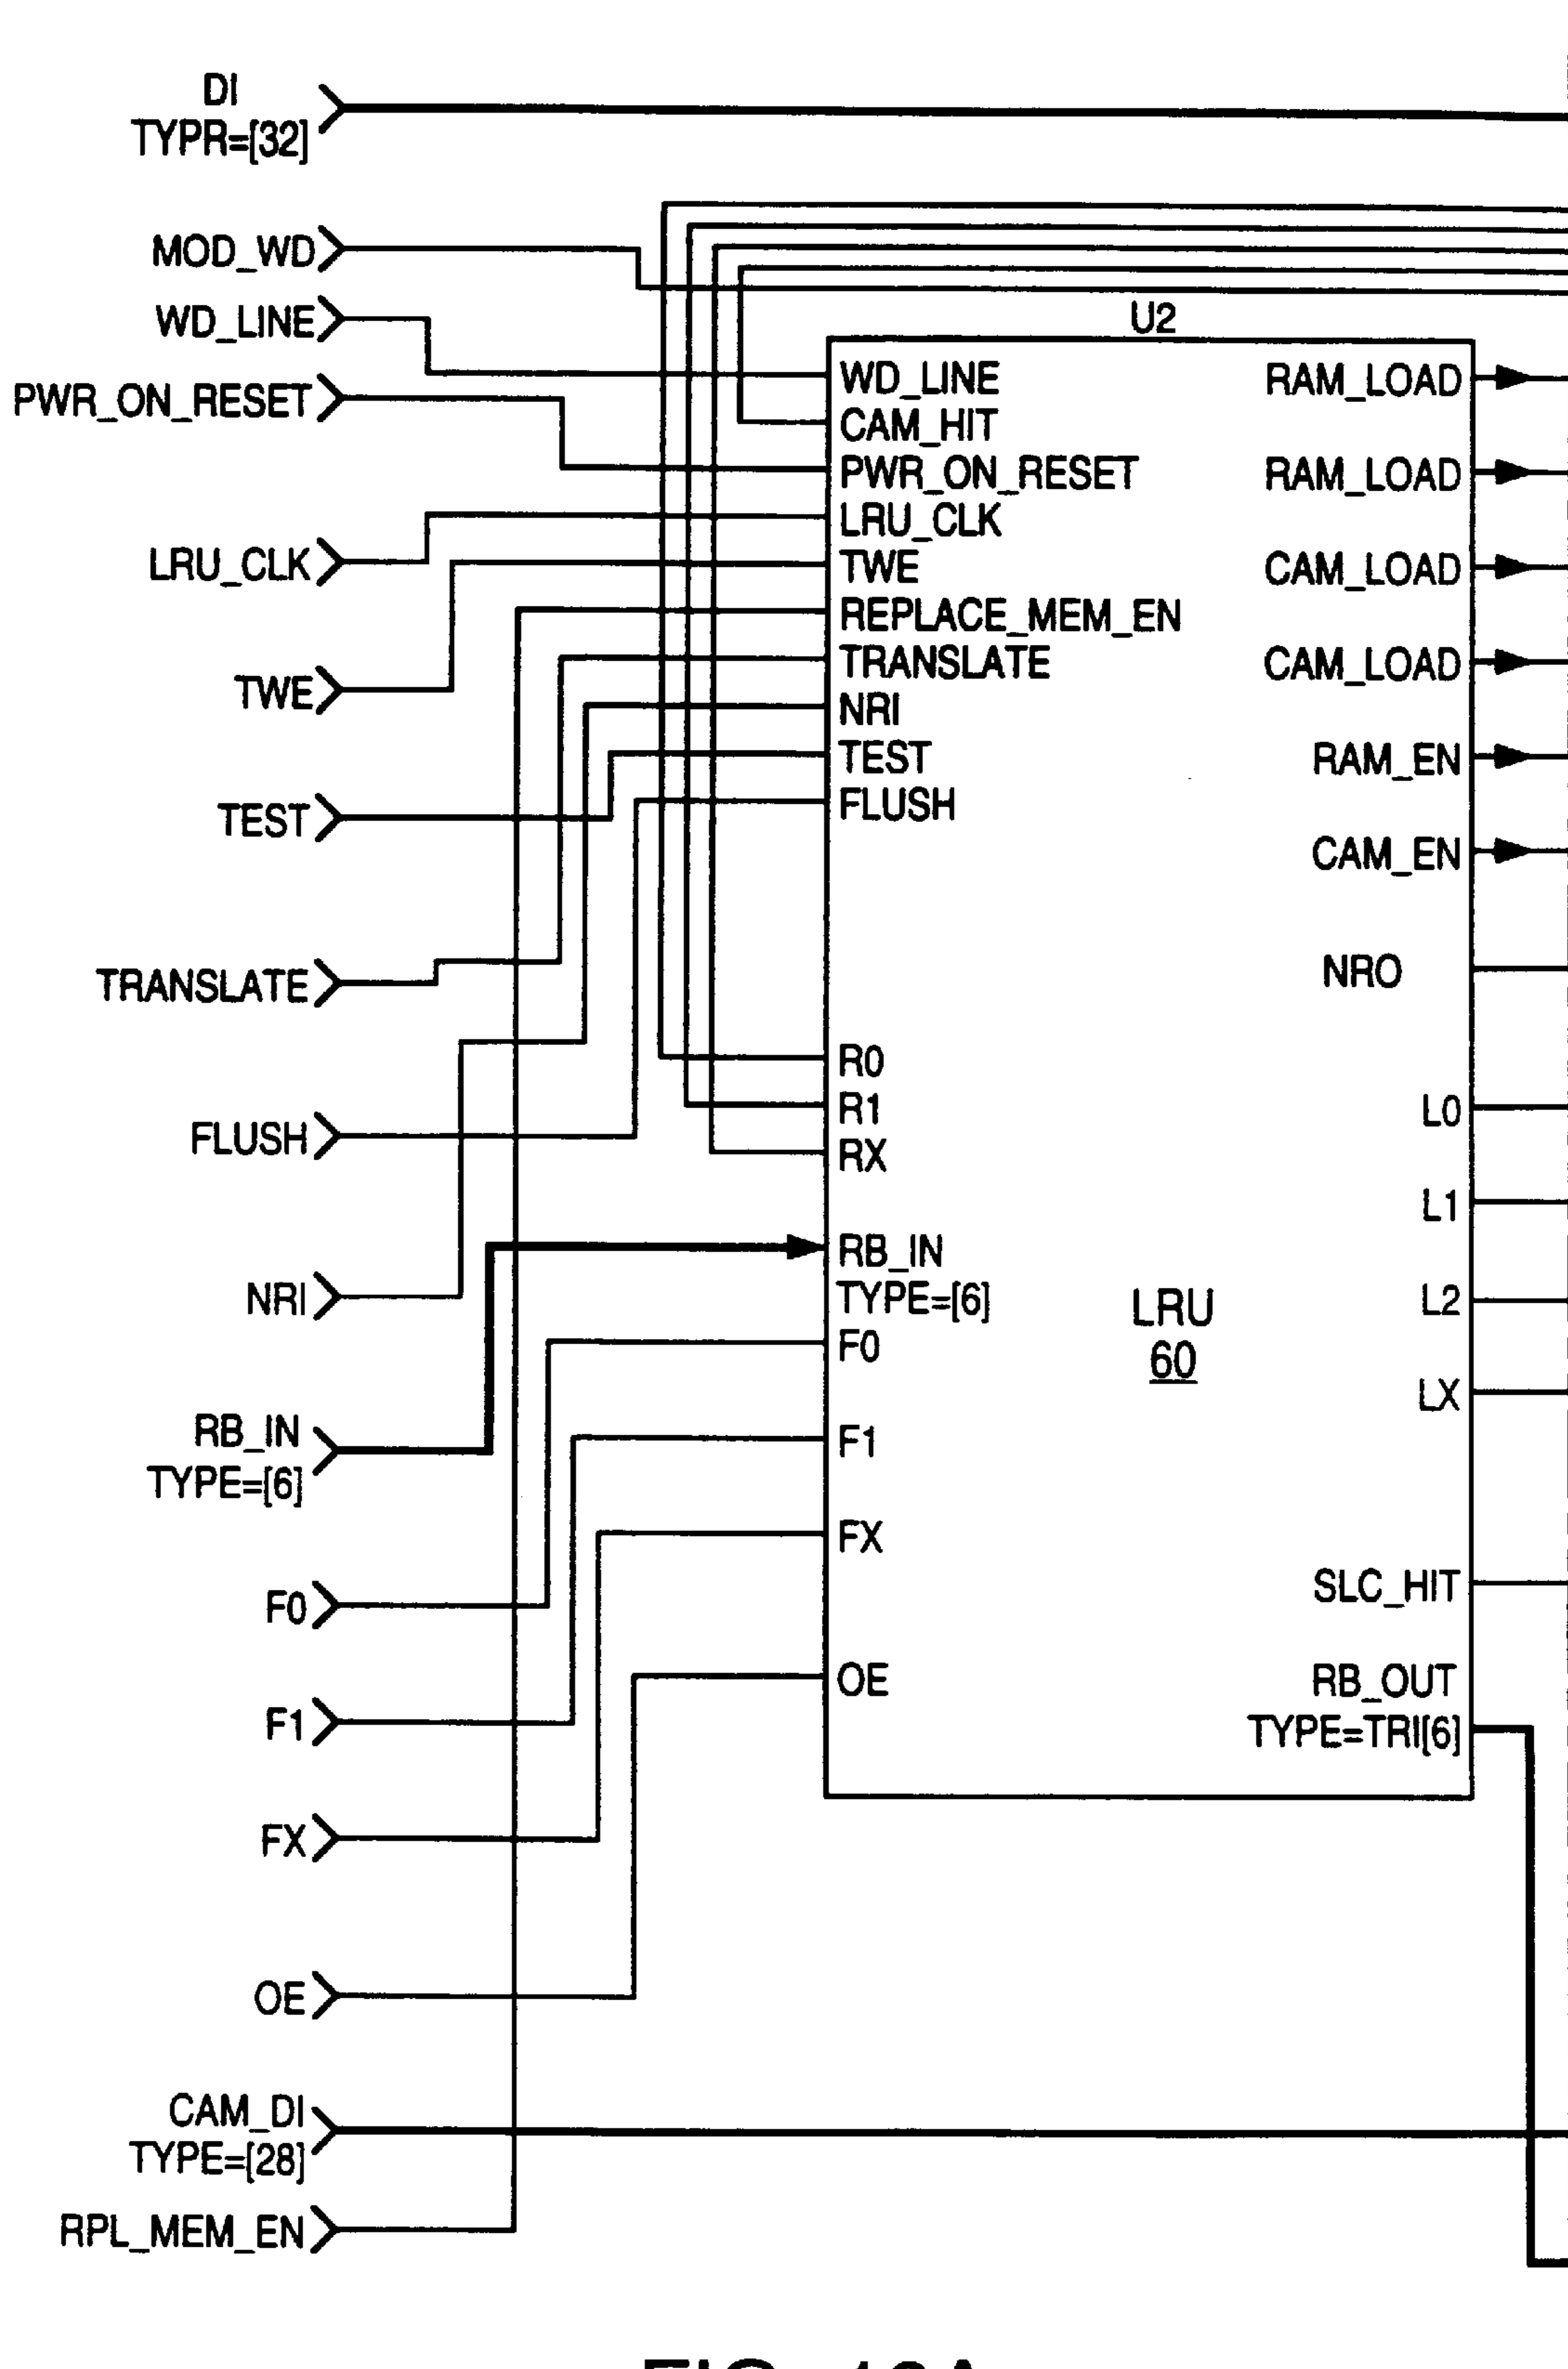 DI
TYPR=[32]
MOD_WD
WD_LINE
PWR_ON_RESET
LRU_CLK
TWE
TEST
TRANSLATE
FLUSH
NRI
RB_IN
TYPE=[6]
F0
F1
FX
OE
CAM_DI
TYPE=[28]
RPL_MEM_EN
U2
WD_LINE
CAM_HIT
PWR_ON_RESET
LRU_CLK
TWE
REPLACE_MEM_EN
TRANSLATE
NRI
TEST
FLUSH
R0
R1
RX
RB_IN
TYPE=[6]
F0
F1
FX
OE
LRU
60
RAM_LOAD
RAM_LOAD
CAM_LOAD
CAM_LOAD
RAM_EN
CAM_EN
NRO
L0
L1
L2
LX
SLC_HIT
RB_OUT
TYPE=TRI[6]